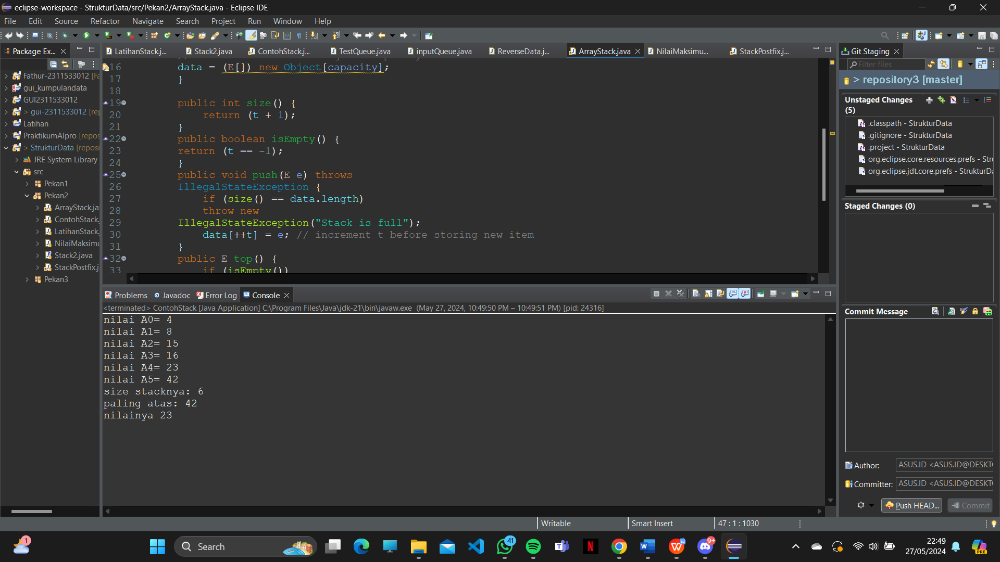 eclipse-workspace - StrukturData/src/Pekan2/ArrayStack.java - Eclipse IDE
File Edit Source Refactor Navigate Search Project Run Window Help
Package Ex...
LatihanStack.j... Stack2.java ContohStack.j... TestQueue.java inputQueue.java ReverseData.j... ArrayStack.java NilaiMaksimu... StackPostfix.j...
Fathur-2311533012 [Fa
gui_kumpulandata
GUI2311533012
> gui-2311533012 [rep
Latihan
PraktikumAlpro [repos
> StrukturData [reposi
JRE System Library
src
Pekan1
Pekan2
ArrayStack.ja
ContohStack.
LatihanStack.
NilaiMaksimu
Stack2.java
StackPostfix.j
Pekan3
16 data = (E[]) new Object[capacity];
17 }
18
19 public int size() {
20 return (t + 1);
21 }
22 public boolean isEmpty() {
23 return (t == -1);
24 }
25 public void push(E e) throws
26 IllegalStateException {
27 if (size() == data.length)
28 throw new
29 IllegalStateException("Stack is full");
30 data[++t] = e; // increment t before storing new item
31 }
32 public E top() {
33 if (isEmpty())
Problems Javadoc Error Log Console
<terminated> ContohStack [Java Application] C:\Program Files\Java\jdk-21\bin\javaw.exe (May 27, 2024, 10:49:50 PM – 10:49:51 PM) [pid: 24316]
nilai A0= 4
nilai A1= 8
nilai A2= 15
nilai A3= 16
nilai A4= 23
nilai A5= 42
size stacknya: 6
paling atas: 42
nilainya 23
Git Staging
Filter files
> repository3 [master]
Unstaged Changes
(5)
.classpath - StrukturData
.gitignore - StrukturData
.project - StrukturData
org.eclipse.core.resources.prefs - Stru
org.eclipse.jdt.core.prefs - StrukturDa
Staged Changes (0)
Commit Message
Author: ASUS.ID <ASUS.ID@DESKT
Committer: ASUS.ID <ASUS.ID@DESKT
Push HEAD... Commit
Writable Smart Insert 47 : 1 : 1030
1
Search
41
9+
PRE
22:49
27/05/2024